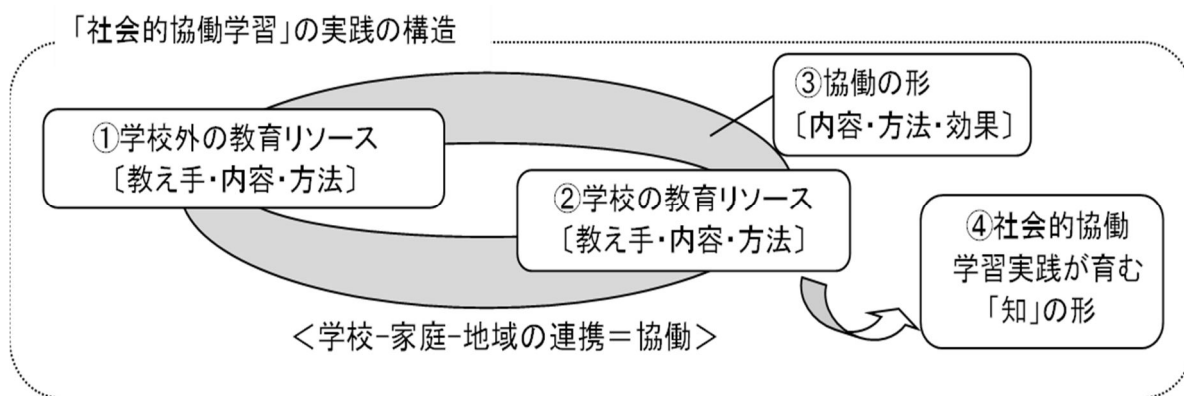 「社会的協働学習」の実践の構造
①学校外の教育リソース
〔教え手・内容・方法〕
②学校の教育リソース
〔教え手・内容・方法〕
③協働の形
〔内容・方法・効果〕
④社会的協働
学習実践が育む
「知」の形
＜学校-家庭-地域の連携＝協働＞